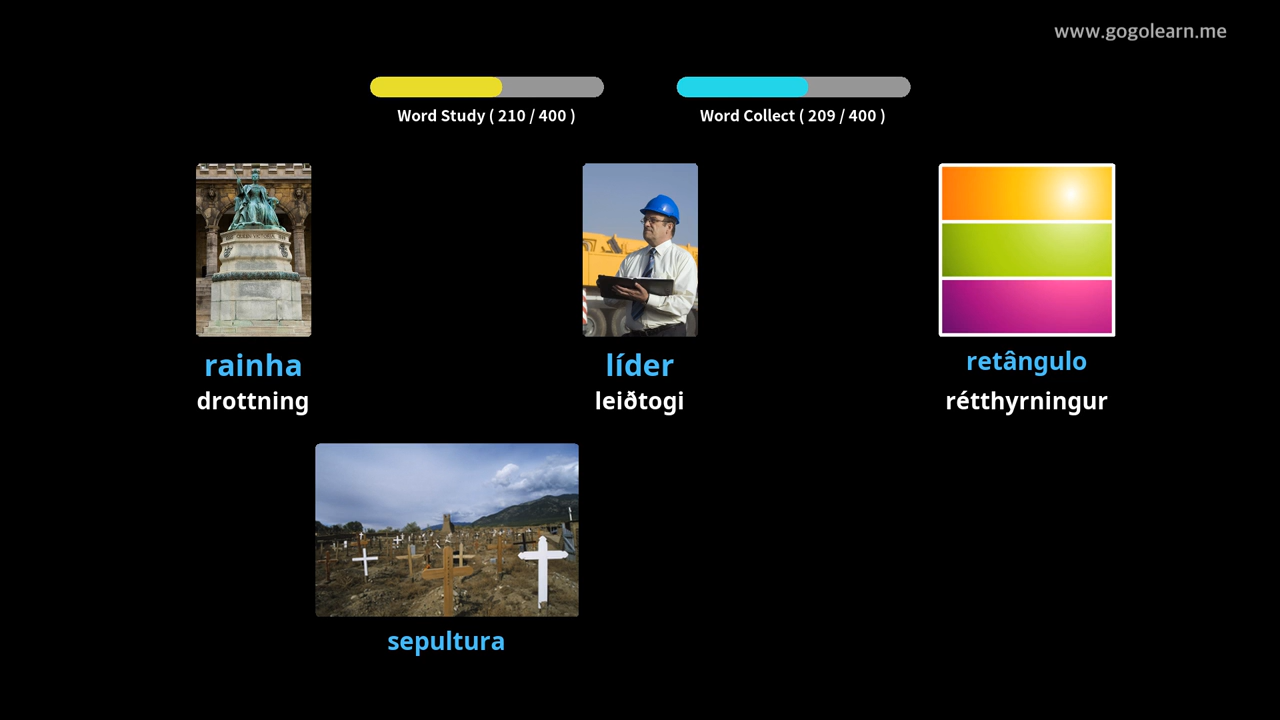 www.gogolearn.me
Word Study ( 210 / 400 )
Word Collect ( 209 / 400 )
rainha
drottning
líder
leiðtogi
retângulo
rétthyrningur
sepultura